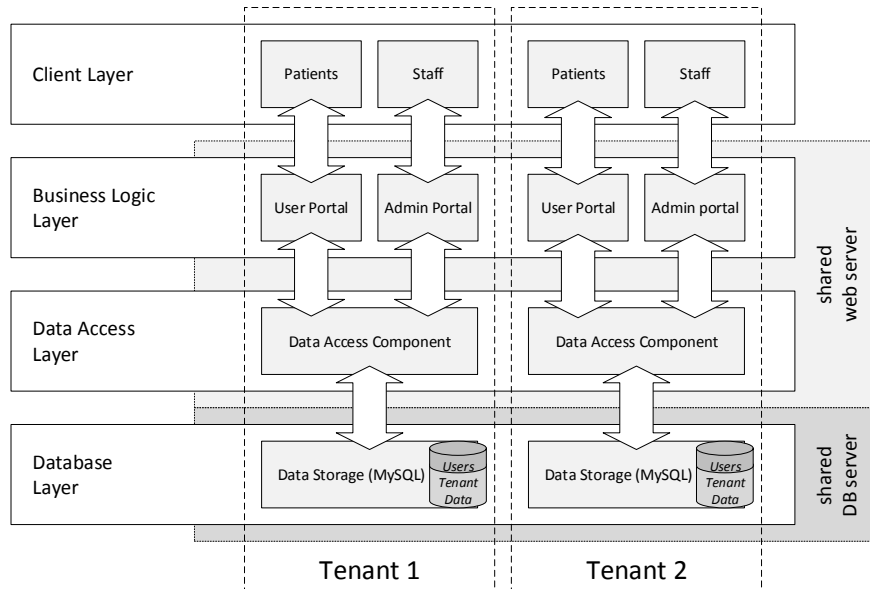 Client Layer
Patients
Staff
Patients
Staff
Business Logic
Layer
User Portal
Admin Portal
User Portal
Admin portal
shared
web server
Data Access
Layer
Data Access Component
Data Access Component
Database
Layer
Data Storage (MySQL)
Users
Tenant
Data
Data Storage (MySQL)
Users
Tenant
Data
shared
DB server
Tenant 1
Tenant 2